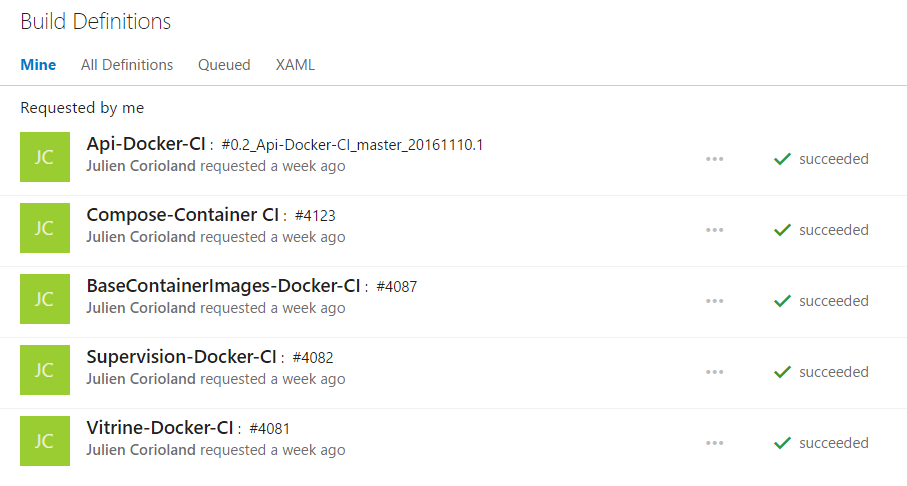 Build Definitions
Mine All Definitions Queued XAML
Requested by me
JC Api-Docker-CI : #0.2_Api-Docker-CI_master_20161110.1
Julien Corioland requested a week ago ... succeeded
JC Compose-Container CI : #4123
Julien Corioland requested a week ago ... succeeded
JC BaseContainerImages-Docker-CI : #4087
Julien Corioland requested a week ago ... succeeded
JC Supervision-Docker-CI : #4082
Julien Corioland requested a week ago ... succeeded
JC Vitrine-Docker-CI : #4081
Julien Corioland requested a week ago ... succeeded